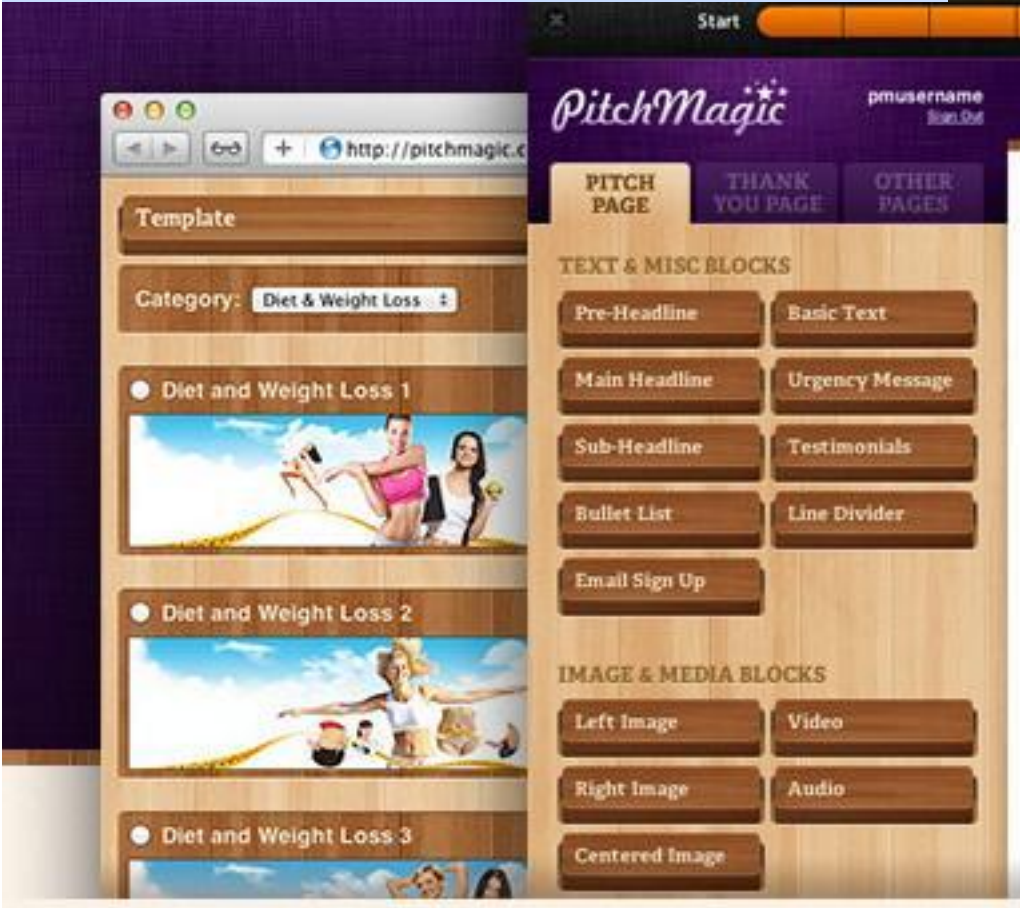 Start
PitchMagic
pmusername
Sign Out
http://pitchmagic.c
PITCH
PAGE
THANK
YOU PAGE
OTHER
PAGES
Template
Category: Diet & Weight Loss
Diet and Weight Loss 1
Diet and Weight Loss 2
Diet and Weight Loss 3
TEXT & MISC BLOCKS
Pre-Headline
Basic Text
Main Headline
Urgency Message
Sub-Headline
Testimonials
Bullet List
Line Divider
Email Sign Up
IMAGE & MEDIA BLOCKS
Left Image
Video
Right Image
Audio
Centered Image